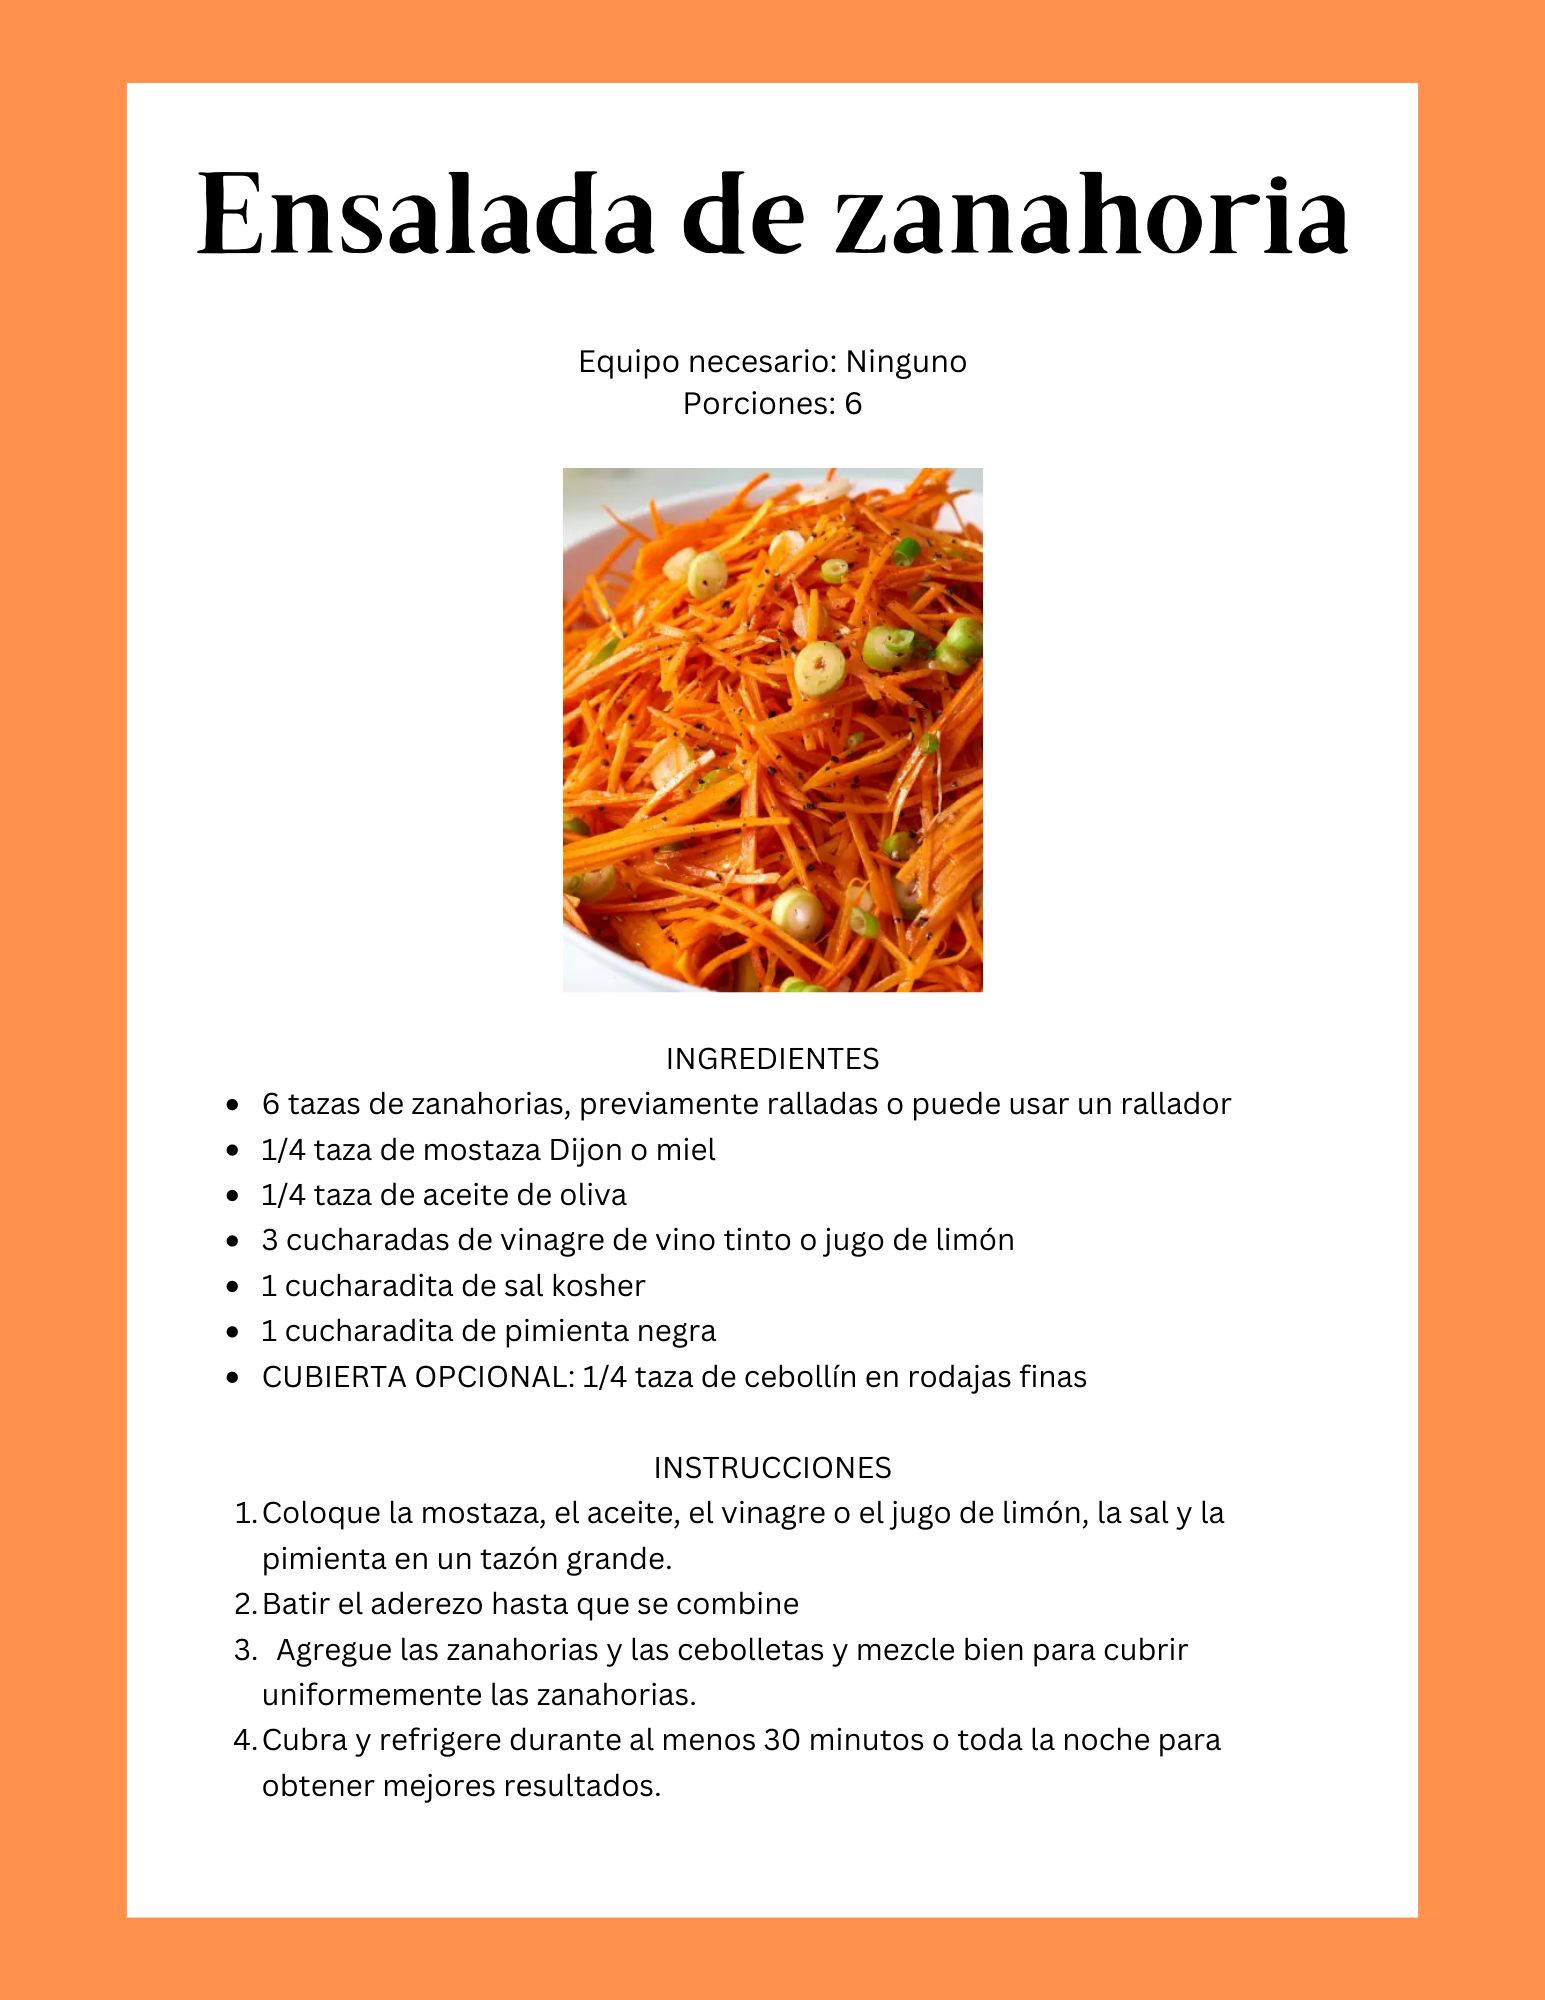 Ensalada de zanahoria
Equipo necesario: Ninguno
Porciones: 6
INGREDIENTES
• 6 tazas de zanahorias, previamente ralladas o puede usar un rallador
• 1/4 taza de mostaza Dijon o miel
• 1/4 taza de aceite de oliva
• 3 cucharadas de vinagre de vino tinto o jugo de limón
• 1 cucharadita de sal kosher
• 1 cucharadita de pimienta negra
• CUBIERTA OPCIONAL: 1/4 taza de cebollín en rodajas finas
INSTRUCCIONES
1. Coloque la mostaza, el aceite, el vinagre o el jugo de limón, la sal y la
pimienta en un tazón grande.
2. Batir el aderezo hasta que se combine
3. Agregue las zanahorias y las cebolletas y mezcle bien para cubrir
uniformemente las zanahorias.
4. Cubra y refrigere durante al menos 30 minutos o toda la noche para
obtener mejores resultados.